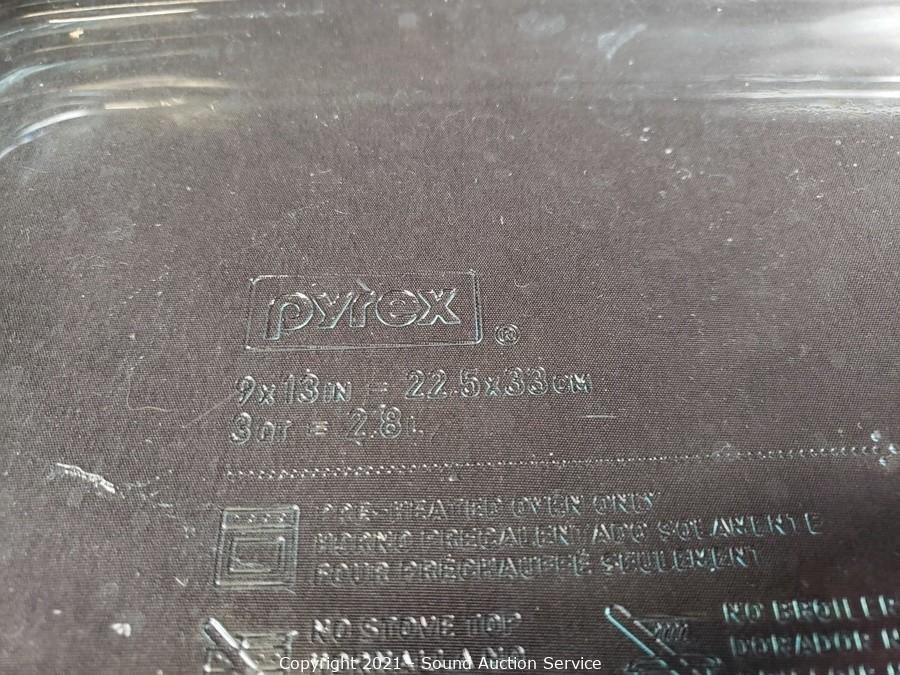 pyrex ®
9x13IN = 22.5x33CM
3QT = 2.8L
PRE-HEATED OVEN ONLY
HORNO PRECALENTADO SOLAMENTE
FOUR PRÉCHAUFFÉ SEULEMENT
NO STOVE TOP
NO BROILER
DORADOR
Copyright 2021 - Sound Auction Service